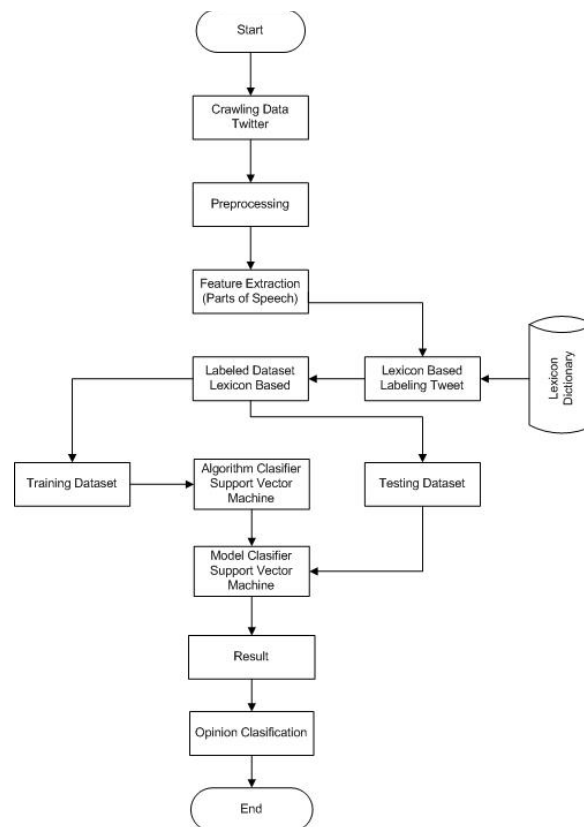 Start
Crawling Data
Twitter
Preprocessing
Feature Extraction
(Parts of Speech)
Labeled Dataset
Lexicon Based
Lexicon Based
Labeling Tweet
Lexicon
Dictionary
Training Dataset
Algorithm Clasifier
Support Vector
Machine
Testing Dataset
Model Clasifier
Support Vector
Machine
Result
Opinion Clasification
End